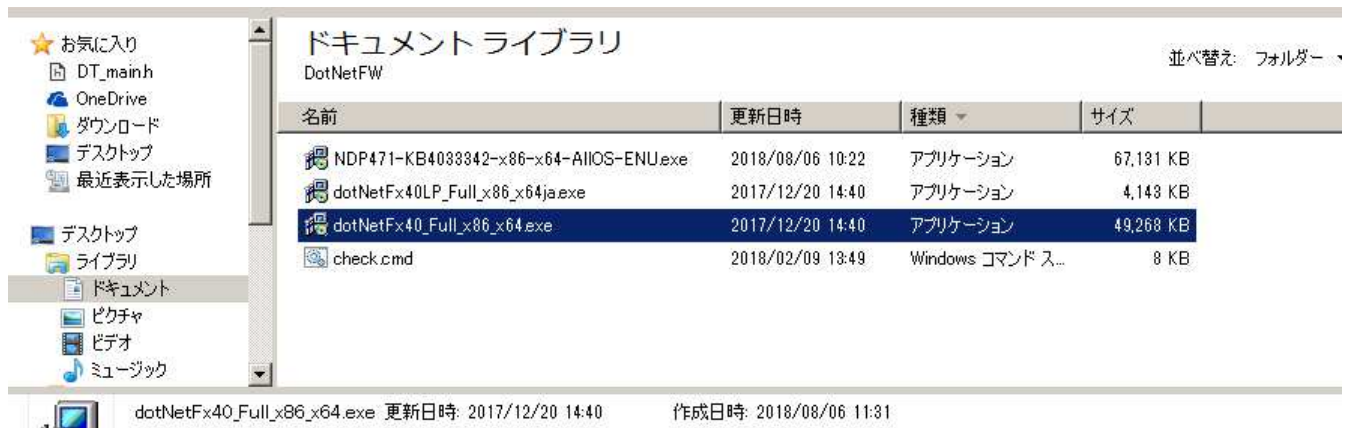 お気に入り
DT_main.h
OneDrive
ダウンロード
デスクトップ
最近表示した場所
デスクトップ
ライブラリ
ドキュメント
ピクチャ
ビデオ
ミュージック
ドキュメント ライブラリ
DotNetFW
並べ替え: フォルダー
名前 更新日時 種類 サイズ
NDP471-KB4033342-x86-x64-AllOS-ENU.exe 2018/08/06 10:22 アプリケーション 67,131 KB
dotNetFx40LP_Full_x86_x64ja.exe 2017/12/20 14:40 アプリケーション 4,143 KB
dotNetFx40_Full_x86_x64.exe 2017/12/20 14:40 アプリケーション 49,268 KB
check.cmd 2018/02/09 13:49 Windows コマンド ス... 8 KB
dotNetFx40_Full_x86_x64.exe 更新日時: 2017/12/20 14:40 作成日時: 2018/08/06 11:31